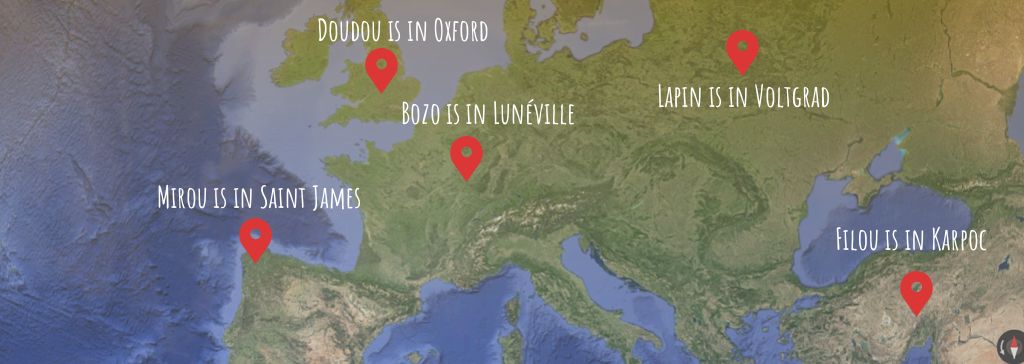 Doudou is in Oxford
Lapin is in Voltgrad
Bozo is in Lunéville
Mirou is in Saint James
Filou is in Karpoc